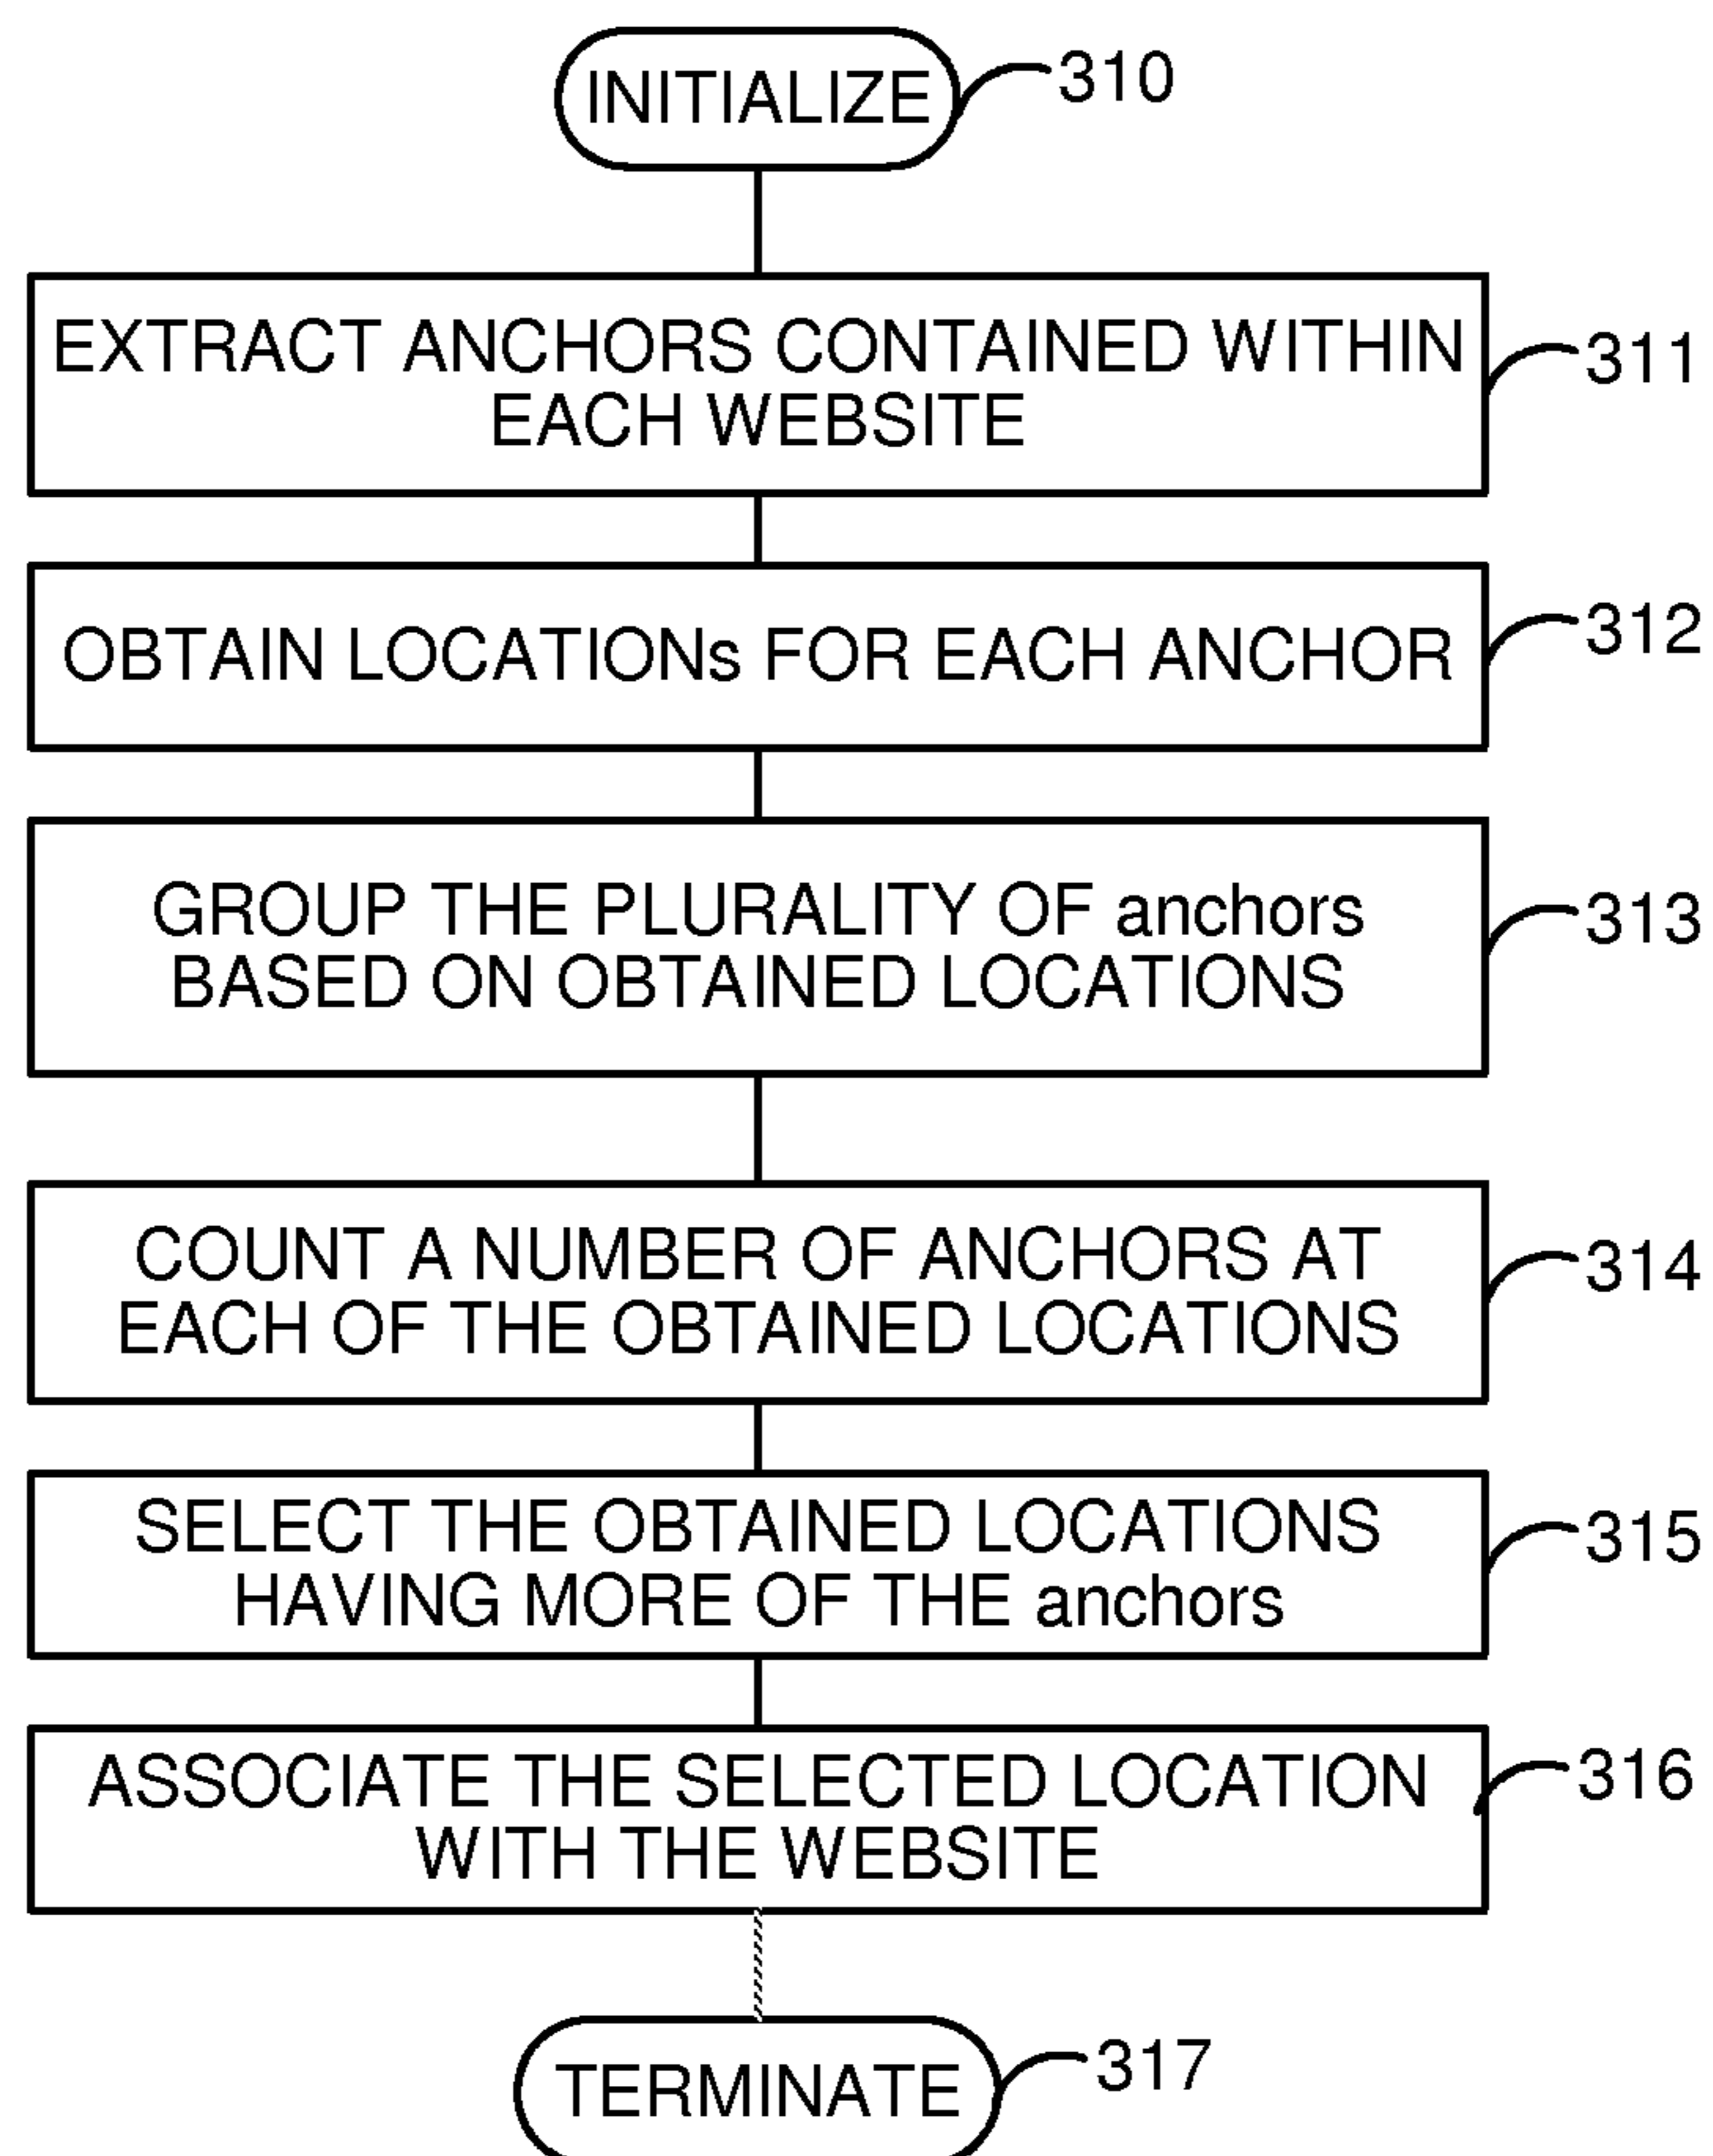 INITIALIZE
310
EXTRACT ANCHORS CONTAINED WITHIN
EACH WEBSITE
311
OBTAIN LOCATIONs FOR EACH ANCHOR
312
GROUP THE PLURALITY OF anchors
BASED ON OBTAINED LOCATIONS
313
COUNT A NUMBER OF ANCHORS AT
EACH OF THE OBTAINED LOCATIONS
314
SELECT THE OBTAINED LOCATIONS
HAVING MORE OF THE anchors
315
ASSOCIATE THE SELECTED LOCATION
WITH THE WEBSITE
316
TERMINATE
317